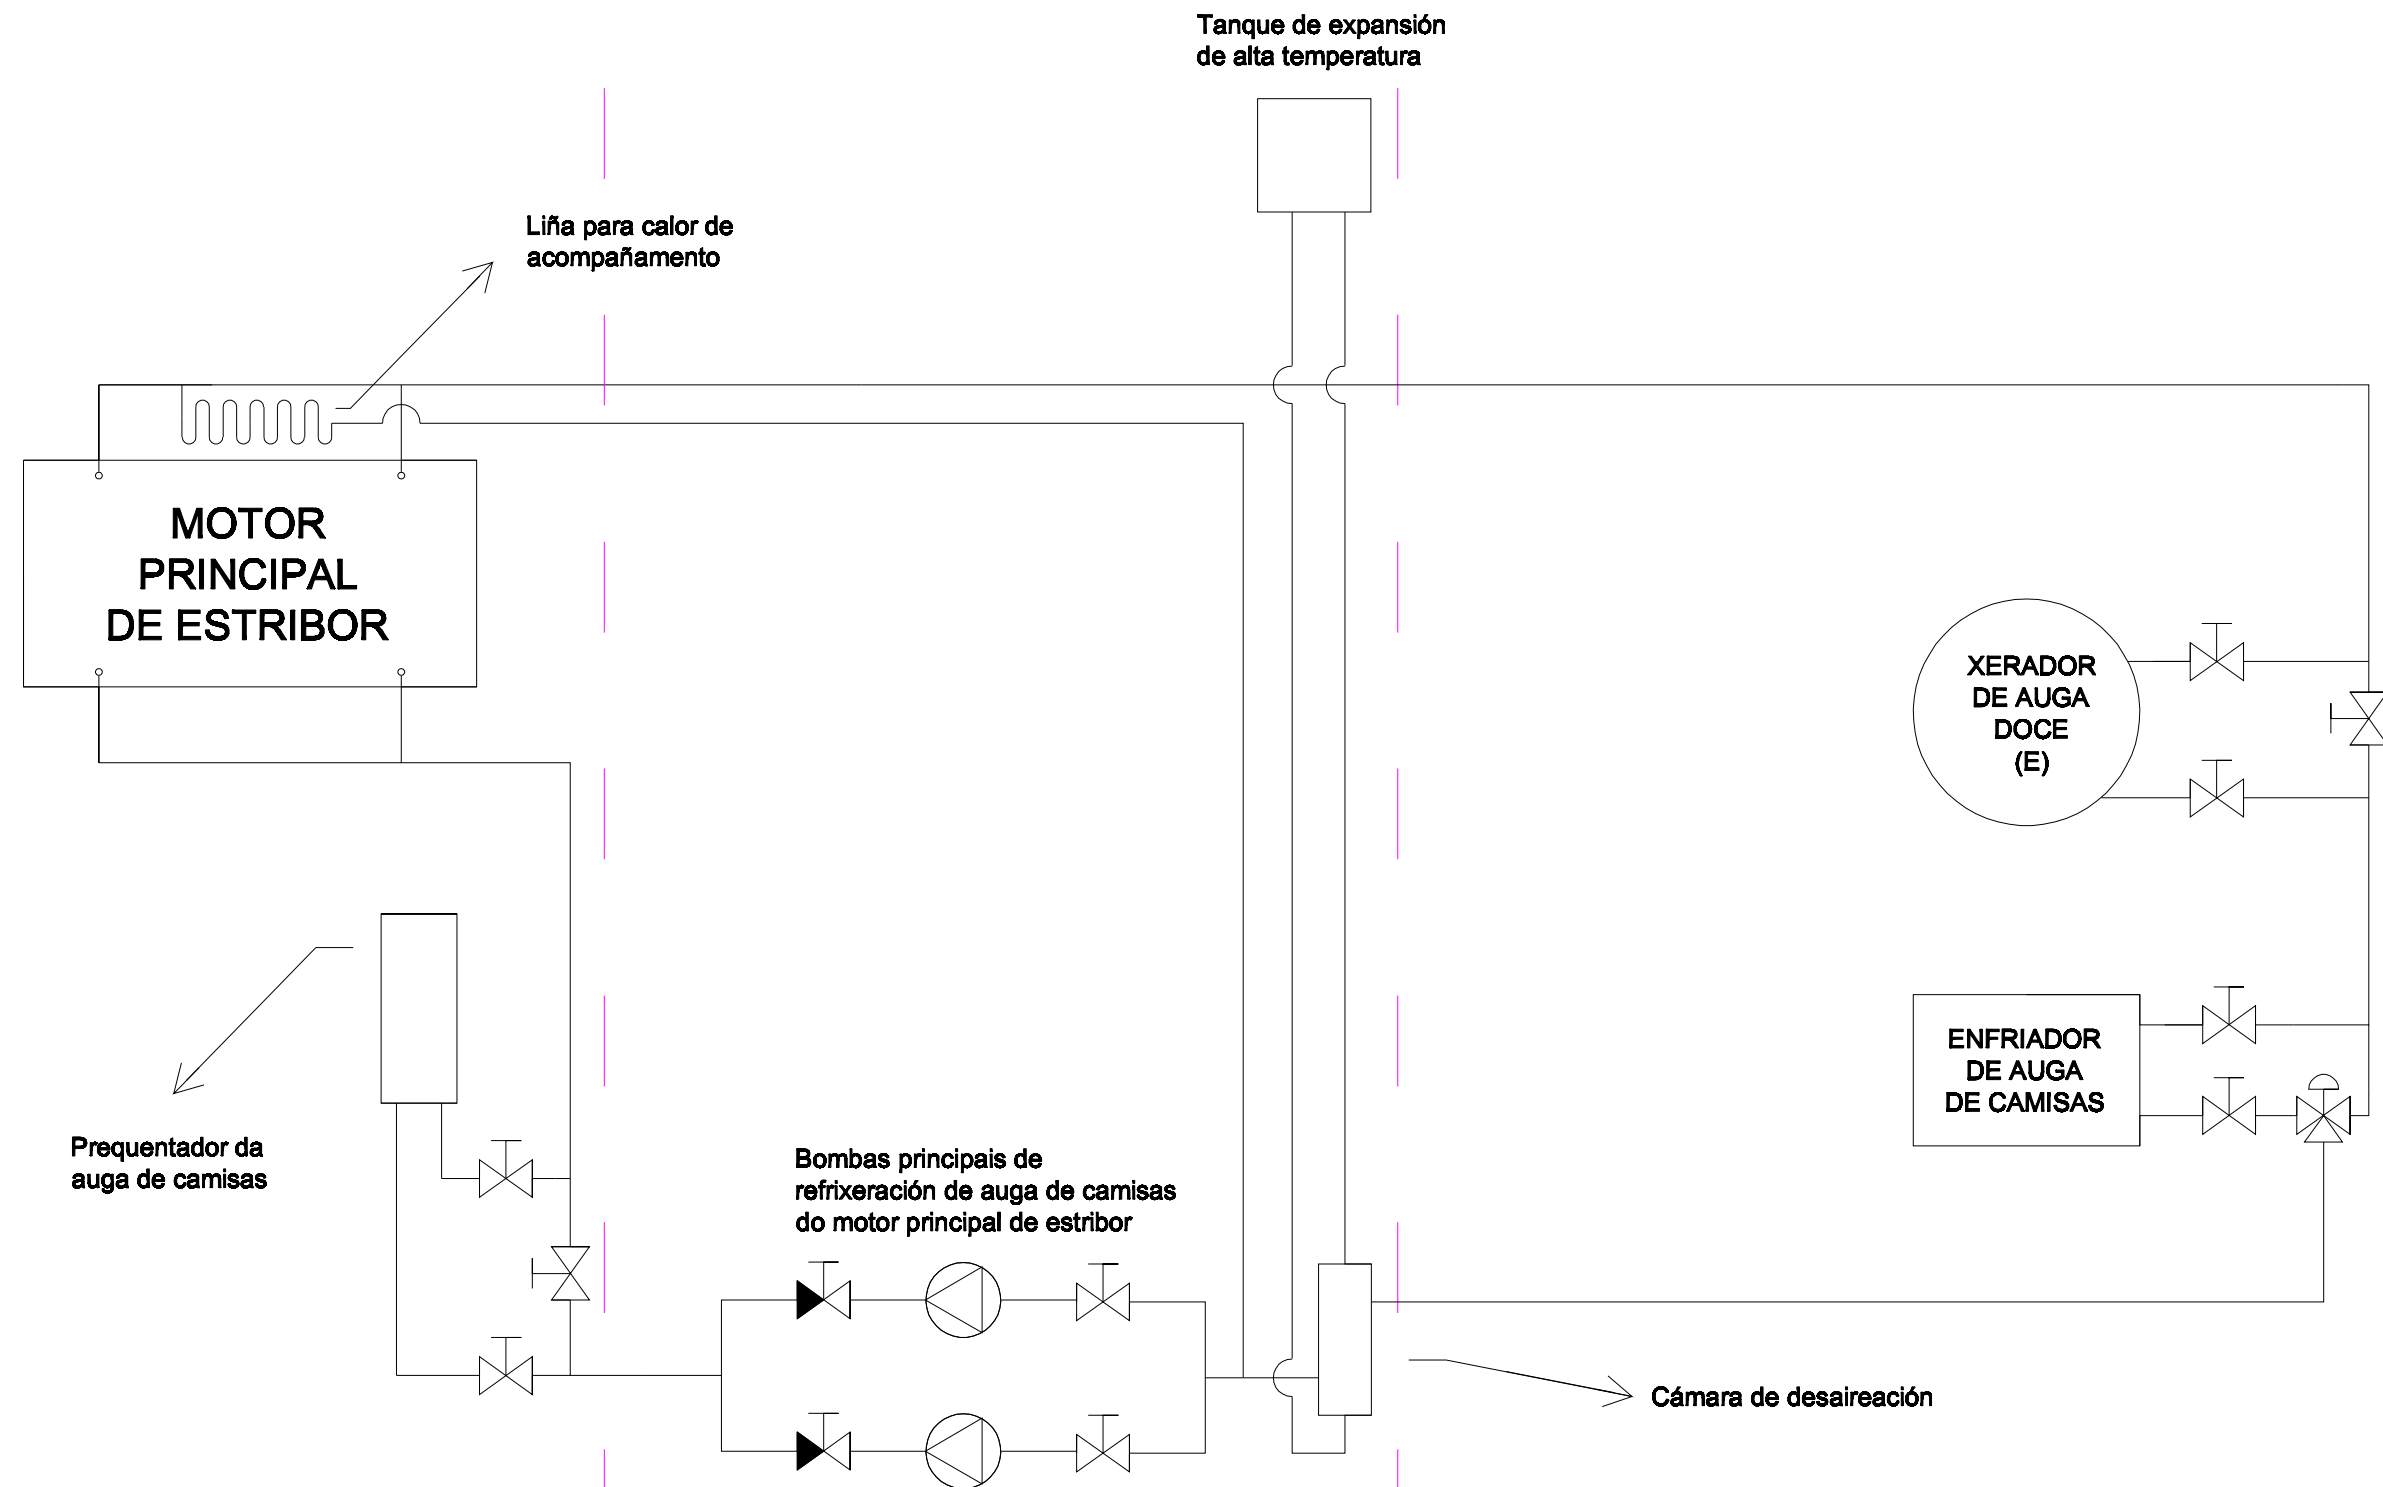 Tanque de expansión
de alta temperatura
Liña para calor de
acompañamento
MOTOR
PRINCIPAL
DE ESTRIBOR
XERADOR
DE AUGA
DOCE
(E)
ENFRIADOR
DE AUGA
DE CAMISAS
Prequentador da
auga de camisas
Bombas principais de
refrixeración de auga de camisas
do motor principal de estribor
Cámara de desaireación